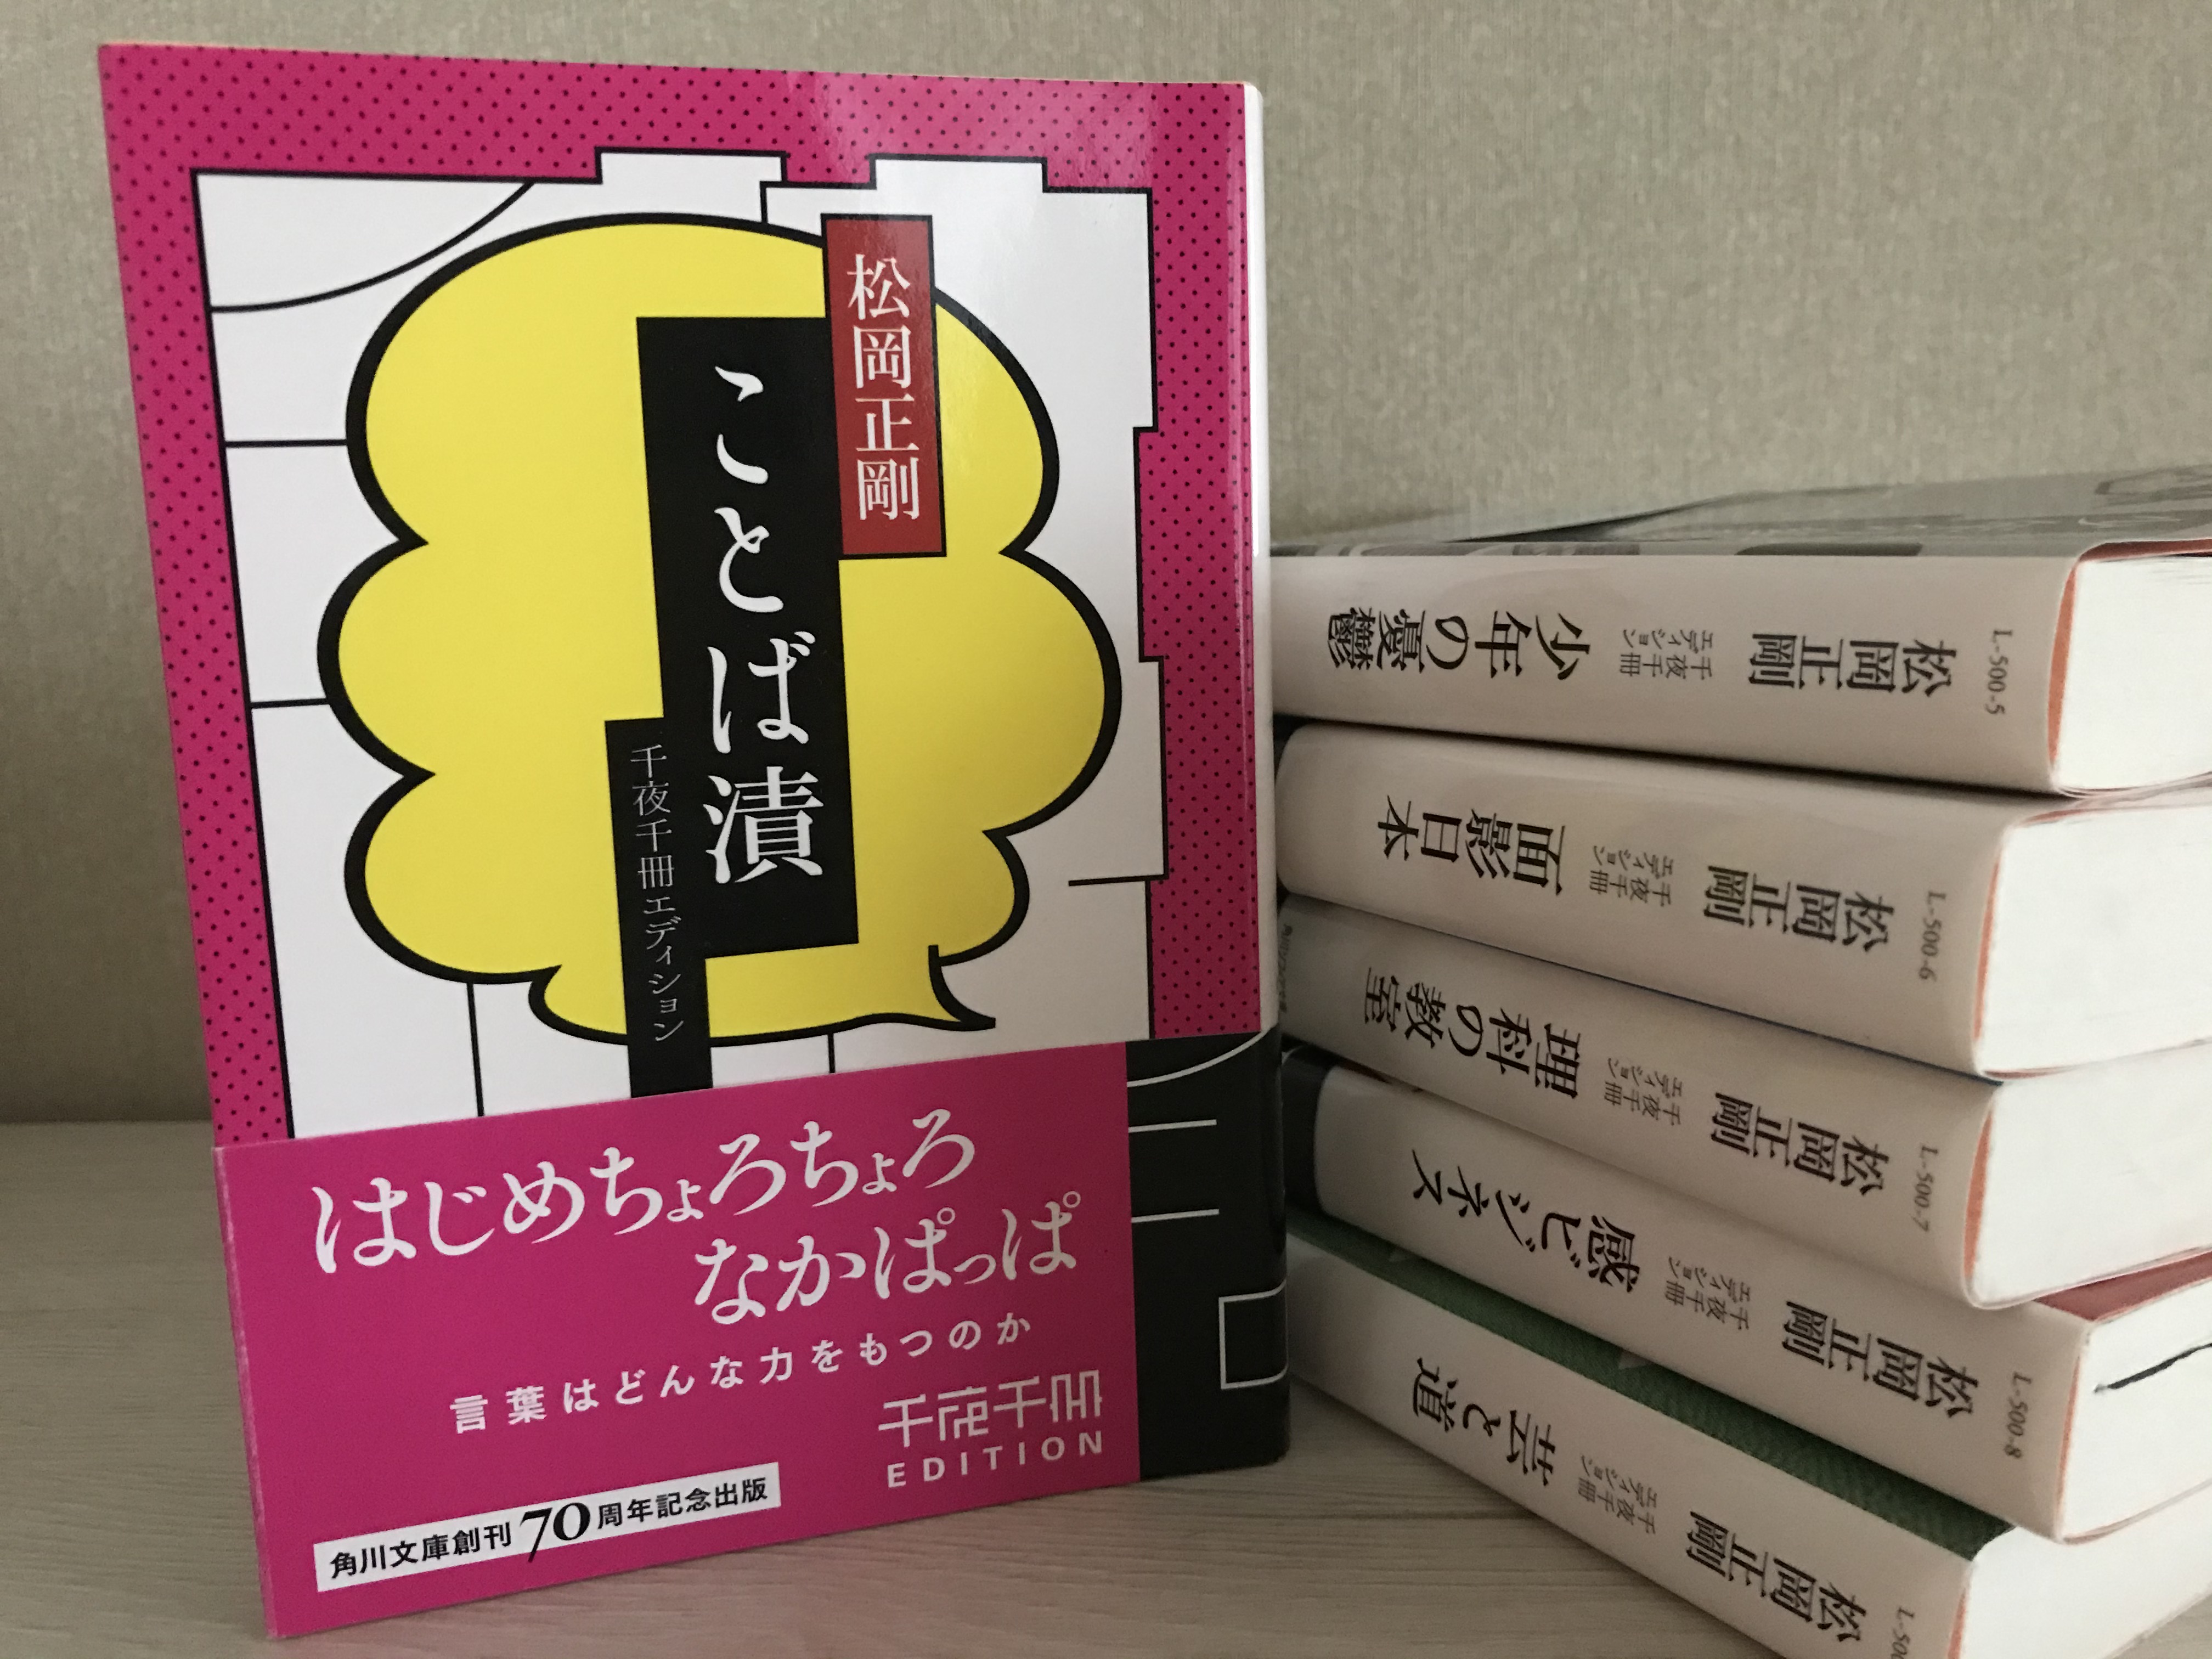 松岡正剛
ことば漬
千夜千冊エディション
はじめちょろちょろ
なかぱっぱ
言葉はどんな力をもつのか
千夜千冊
EDITION
角川文庫創刊70周年記念出版
L-500-5
松岡正剛
千夜千冊
エディション
少年の憂鬱
L-500-6
松岡正剛
千夜千冊
エディション
面影日本
L-500-7
松岡正剛
千夜千冊
エディション
理科の教室
L-500-8
松岡正剛
千夜千冊
エディション
感ビジネス
松岡正剛
千夜千冊
エディション
芸と道